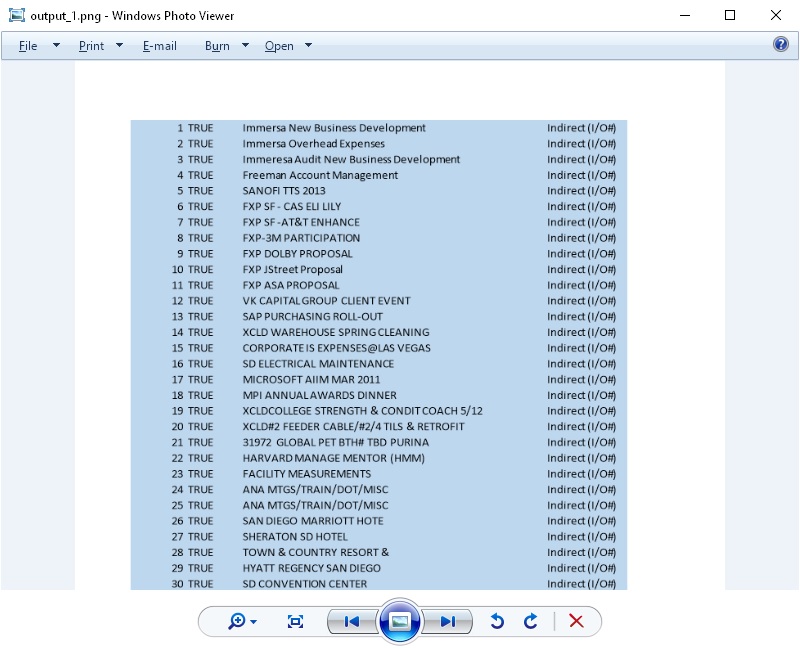 output_1.png - Windows Photo Viewer
File Print E-mail Burn Open
1 TRUE Immersa New Business Development Indirect (I/O#)
2 TRUE Immersa Overhead Expenses Indirect (I/O#)
3 TRUE Immeresa Audit New Business Development Indirect (I/O#)
4 TRUE Freeman Account Management Indirect (I/O#)
5 TRUE SANOFI TTS 2013 Indirect (I/O#)
6 TRUE FXP SF - CAS ELI LILY Indirect (I/O#)
7 TRUE FXP SF -AT&T ENHANCE Indirect (I/O#)
8 TRUE FXP-3M PARTICIPATION Indirect (I/O#)
9 TRUE FXP DOLBY PROPOSAL Indirect (I/O#)
10 TRUE FXP JStreet Proposal Indirect (I/O#)
11 TRUE FXP ASA PROPOSAL Indirect (I/O#)
12 TRUE VK CAPITAL GROUP CLIENT EVENT Indirect (I/O#)
13 TRUE SAP PURCHASING ROLL-OUT Indirect (I/O#)
14 TRUE XCLD WAREHOUSE SPRING CLEANING Indirect (I/O#)
15 TRUE CORPORATE IS EXPENSES@LAS VEGAS Indirect (I/O#)
16 TRUE SD ELECTRICAL MAINTENANCE Indirect (I/O#)
17 TRUE MICROSOFT AIIM MAR 2011 Indirect (I/O#)
18 TRUE MPI ANNUAL AWARDS DINNER Indirect (I/O#)
19 TRUE XCLDCOLLEGE STRENGTH & CONDIT COACH 5/12 Indirect (I/O#)
20 TRUE XCLD#2 FEEDER CABLE/#2/4 TILS & RETROFIT Indirect (I/O#)
21 TRUE 31972 GLOBAL PET BTH# TBD PURINA Indirect (I/O#)
22 TRUE HARVARD MANAGE MENTOR (HMM) Indirect (I/O#)
23 TRUE FACILITY MEASUREMENTS Indirect (I/O#)
24 TRUE ANA MTGS/TRAIN/DOT/MISC Indirect (I/O#)
25 TRUE ANA MTGS/TRAIN/DOT/MISC Indirect (I/O#)
26 TRUE SAN DIEGO MARRIOTT HOTE Indirect (I/O#)
27 TRUE SHERATON SD HOTEL Indirect (I/O#)
28 TRUE TOWN & COUNTRY RESORT & Indirect (I/O#)
29 TRUE HYATT REGENCY SAN DIEGO Indirect (I/O#)
30 TRUE SD CONVENTION CENTER Indirect (I/O#)